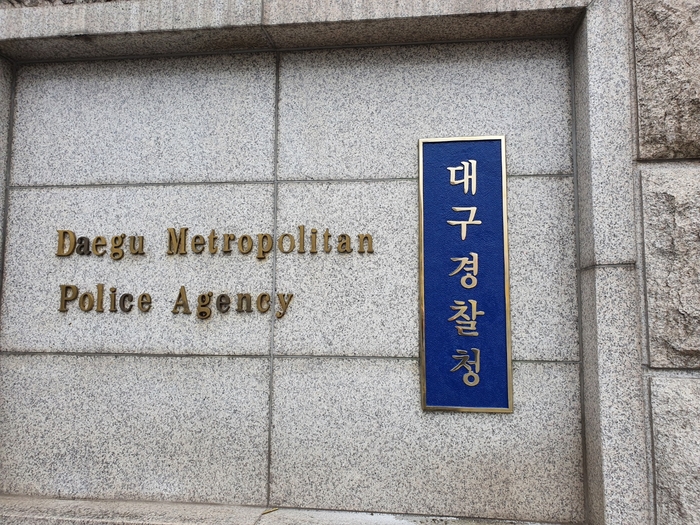 Daegu Metropolitan
Police Agency
대구경찰청